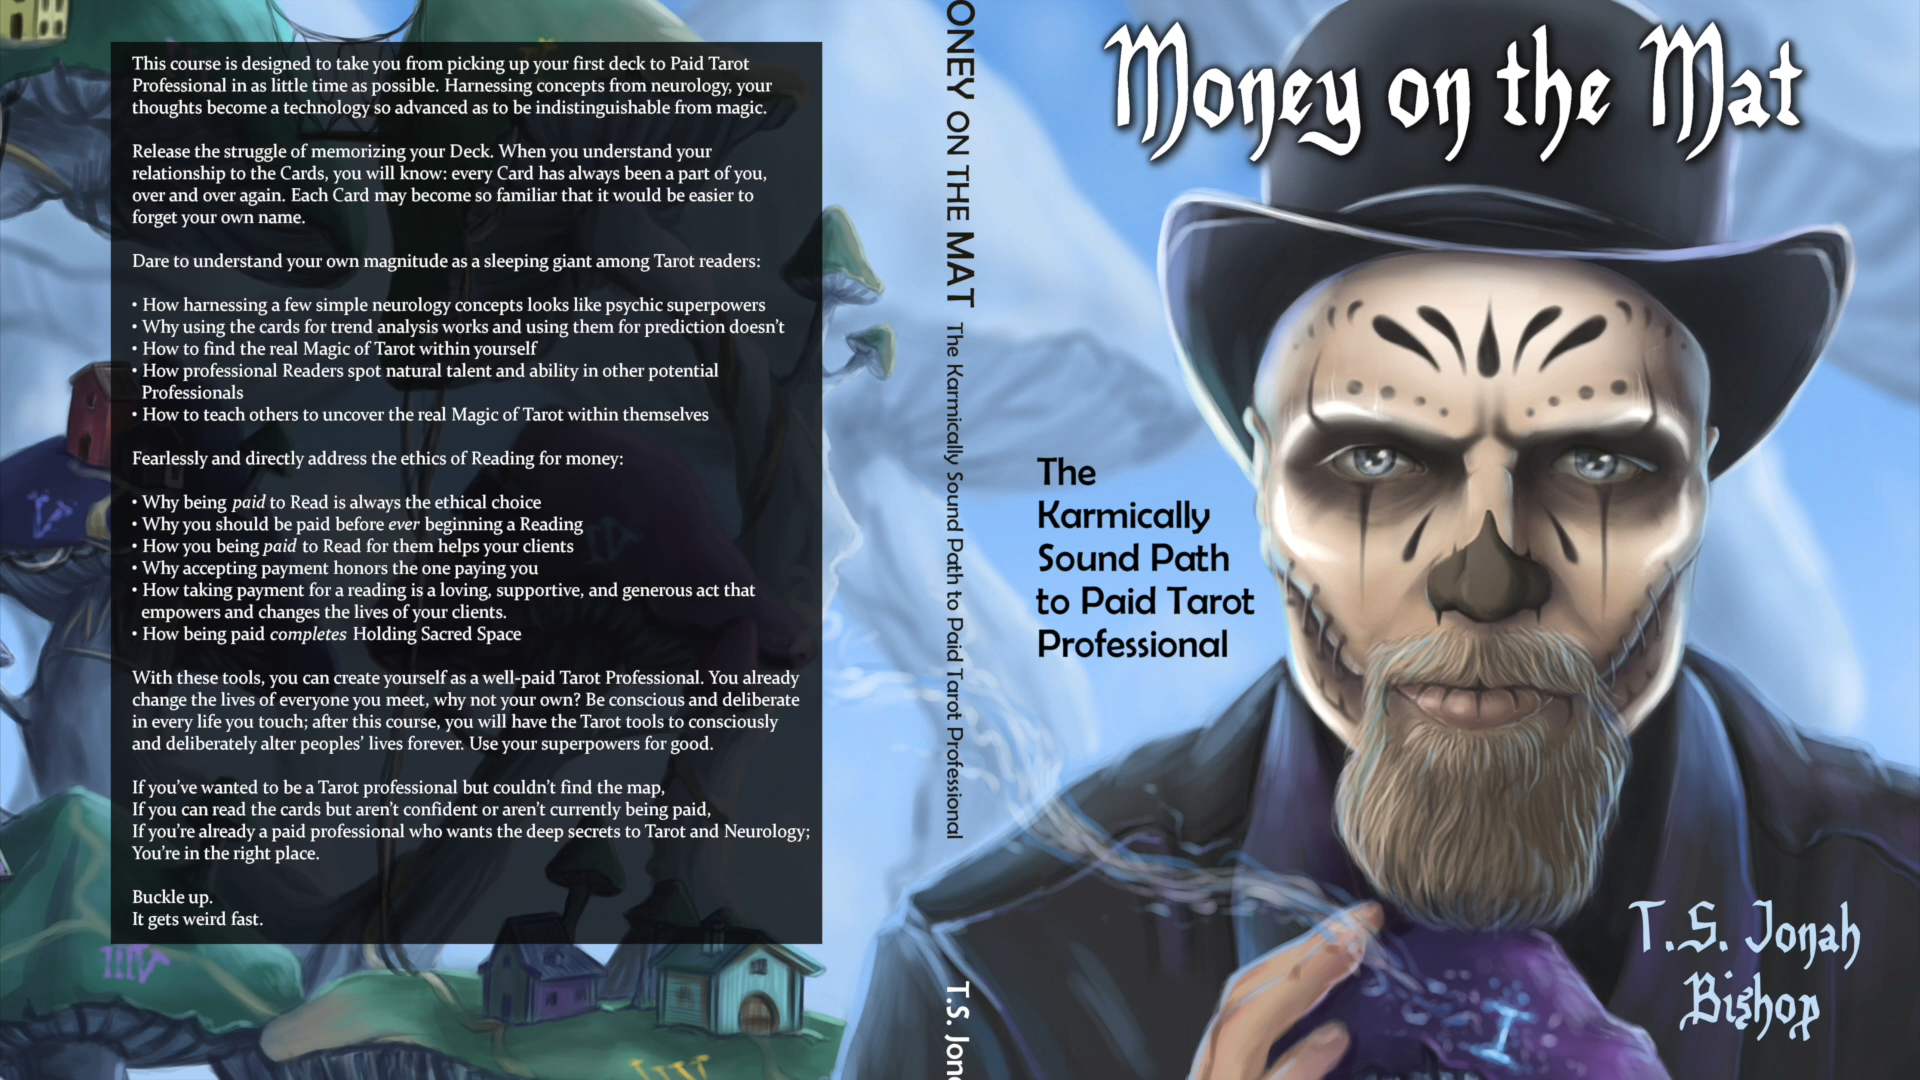 This course is designed to take you from picking up your first deck to Paid Tarot
Professional in as little time as possible. Harnessing concepts from neurology, your
thoughts become a technology so advanced as to be indistinguishable from magic.
Release the struggle of memorizing your Deck. When you understand your
relationship to the Cards, you will know: every Card has always been a part of you,
over and over again. Each Card may become so familiar that it would be easier to
forget your own name.
Dare to understand your own magnitude as a sleeping giant among Tarot readers:
• How harnessing a few simple neurology concepts looks like psychic superpowers
• Why using the cards for trend analysis works and using them for prediction doesn't
• How to find the real Magic of Tarot within yourself
• How professional Readers spot natural talent and ability in other potential
Professionals
• How to teach others to uncover the real Magic of Tarot within themselves
Fearlessly and directly address the ethics of Reading for money:
• Why being paid to Read is always the ethical choice
• Why you should be paid before ever beginning a Reading
• How you being paid to Read for them helps your clients
• Why accepting payment honors the one paying you
• How taking payment for a reading is a loving, supportive, and generous act that
empowers and changes the lives of your clients.
• How being paid completes Holding Sacred Space
With these tools, you can create yourself as a well-paid Tarot Professional. You already
change the lives of everyone you meet, why not your own? Be conscious and deliberate
in every life you touch; after this course, you will have the Tarot tools to consciously
and deliberately alter peoples' lives forever. Use your superpowers for good.
If you've wanted to be a Tarot professional but couldn't find the map,
If you can read the cards but aren't confident or aren't currently being paid,
If you're already a paid professional who wants the deep secrets to Tarot and Neurology;
You're in the right place.
Buckle up.
It gets weird fast.
ONEY ON THE MAT The Karmically Sound Path to Paid Tarot Professional T.S. Jona
Money on the Mat
The
Karmically
Sound Path
to Paid Tarot
Professional
T.S. Jonah
Bishop